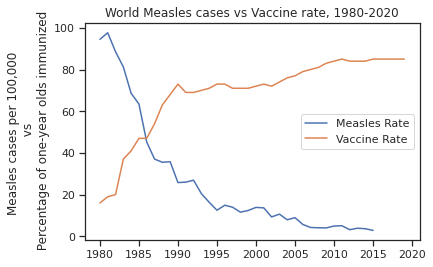 World Measles cases vs Vaccine rate, 1980-2020
Measles cases per 100,000
vs
Percentage of one-year olds immunized
100
80
60
40
20
0
Measles Rate
Vaccine Rate
1980 1985 1990 1995 2000 2005 2010 2015 2020